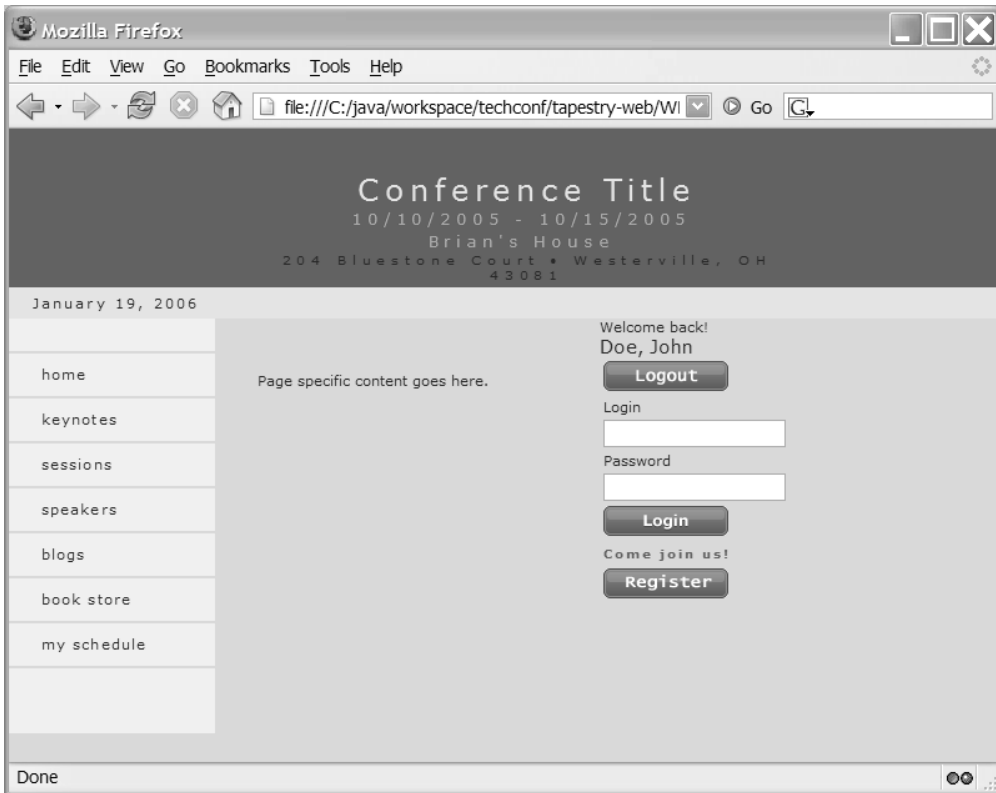 Mozilla Firefox
File Edit View Go Bookmarks Tools Help
file:///C:/java/workspace/techconf/tapestry-web/WI Go G
Conference Title
10/10/2005 - 10/15/2005
Brian's House
204 Bluestone Court • Westerville, OH
43081
January 19, 2006
home
keynotes
sessions
speakers
blogs
book store
my schedule
Page specific content goes here.
Welcome back!
Doe, John
Logout
Login
Password
Login
Come join us!
Register
Done